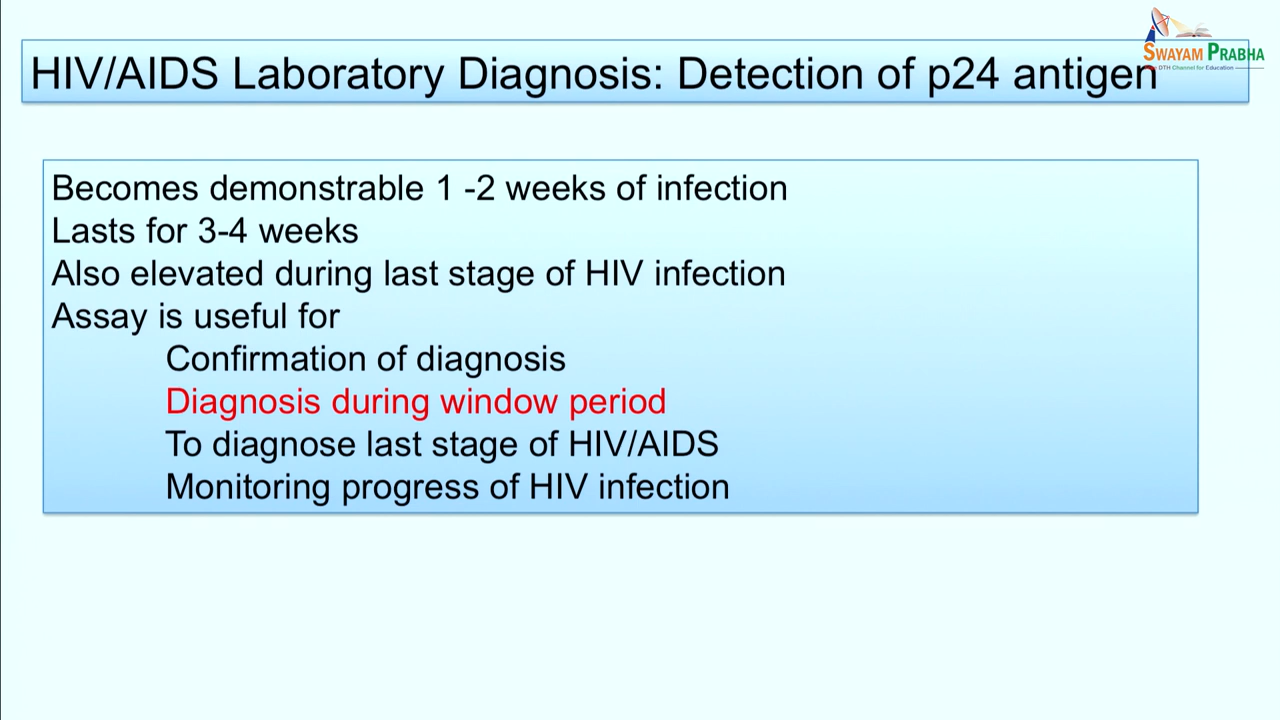 SWAYAM PRABHA
DTH Channel for Education
HIV/AIDS Laboratory Diagnosis: Detection of p24 antigen
Becomes demonstrable 1 -2 weeks of infection
Lasts for 3-4 weeks
Also elevated during last stage of HIV infection
Assay is useful for
Confirmation of diagnosis
Diagnosis during window period
To diagnose last stage of HIV/AIDS
Monitoring progress of HIV infection